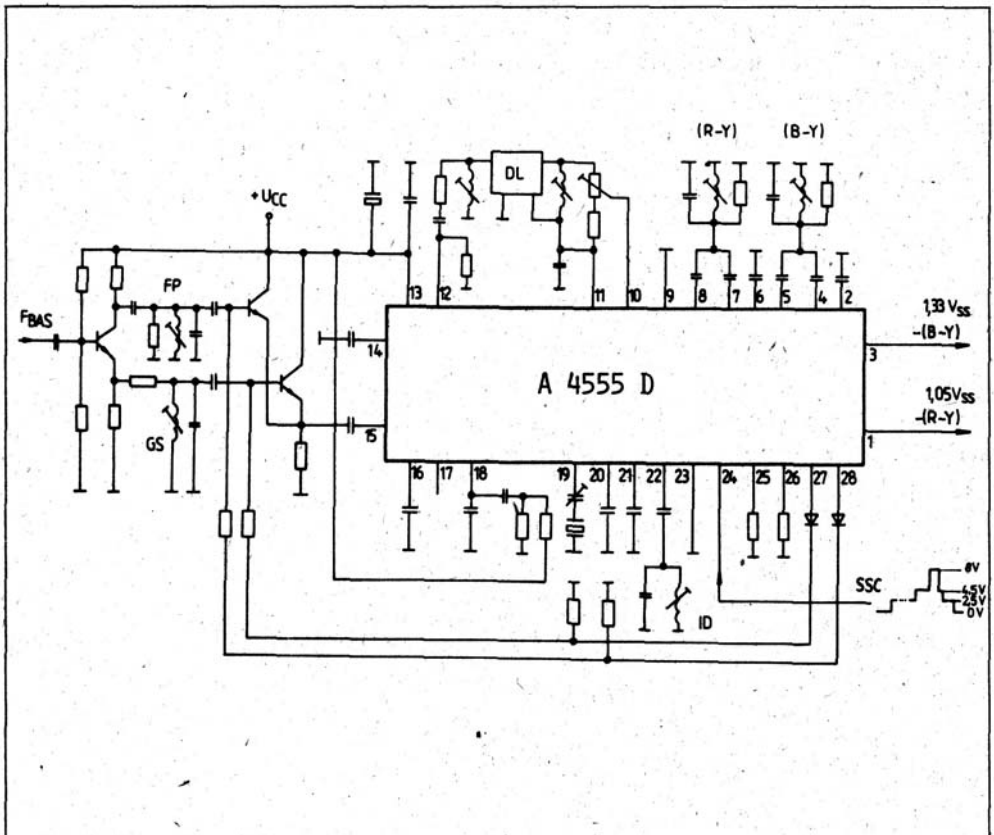 (R-Y) (B-Y)
DL
+UCC
FP
FBAS
GS
13 12 11 10 9 8 7 6 5 4 2
14
15
A 4555 D
3
1
1,33 VSS
-(B-Y)
1,05 VSS
-(R-Y)
16 17 18 19 20 21 22 23 24 25 26 27 28
ID
SSC
8V
4,5V
2,5V
0V